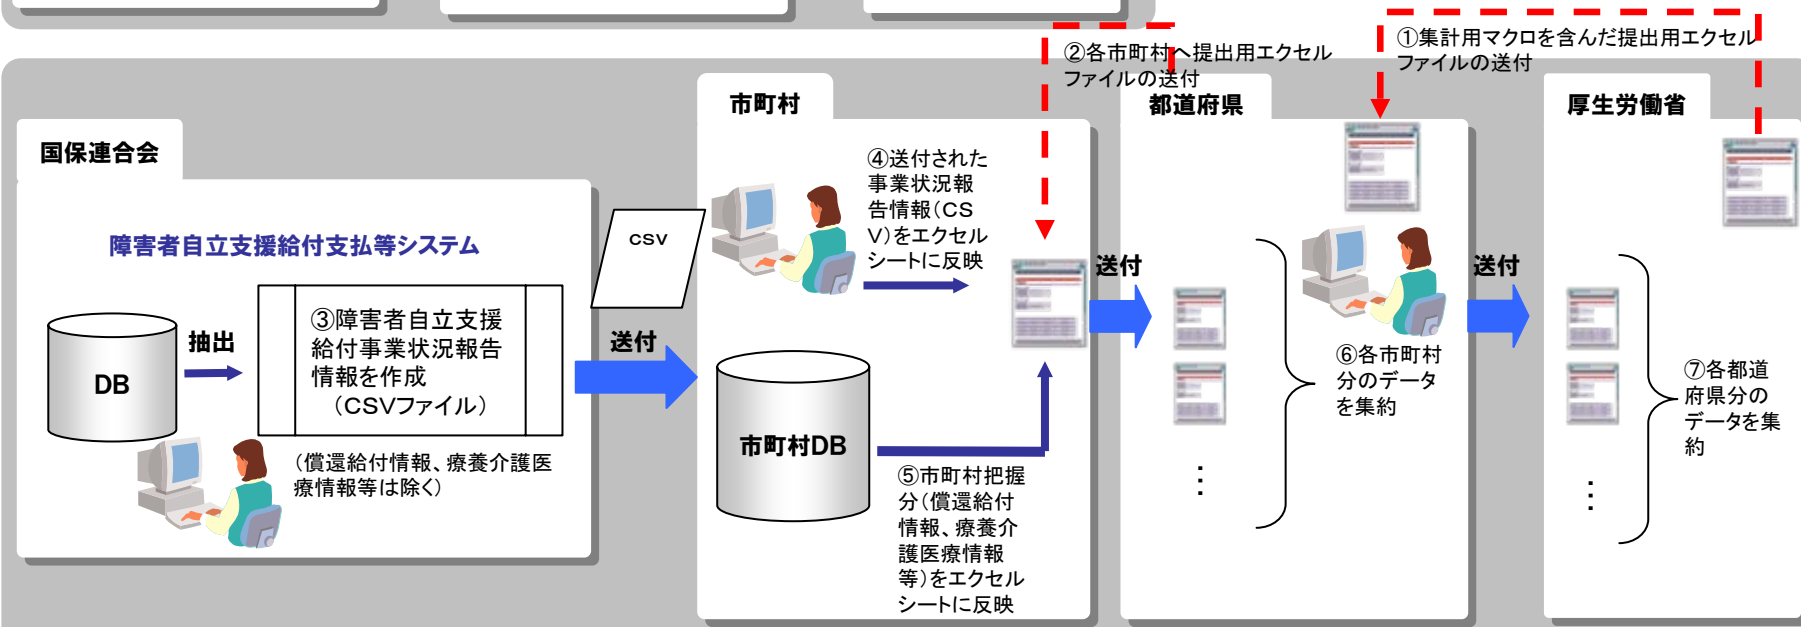 ②各市町村へ提出用エクセル
ファイルの送付
①集計用マクロを含んだ提出用エクセル
ファイルの送付
国保連合会
障害者自立支援給付支払等システム
DB
抽出
③障害者自立支援
給付事業状況報告
情報を作成
（CSVファイル）
（償還給付情報、療養介護医
療情報等は除く）
CSV
送付
市町村
④送付された
事業状況報
告情報（CS
V）をエクセル
シートに反映
市町村DB
⑤市町村把握
分（償還給付
情報、療養介
護医療情報
等）をエクセル
シートに反映
送付
都道府県
⑥各市町村
分のデータ
を集約
…
送付
厚生労働省
⑦各都道
府県分の
データを集
約
…